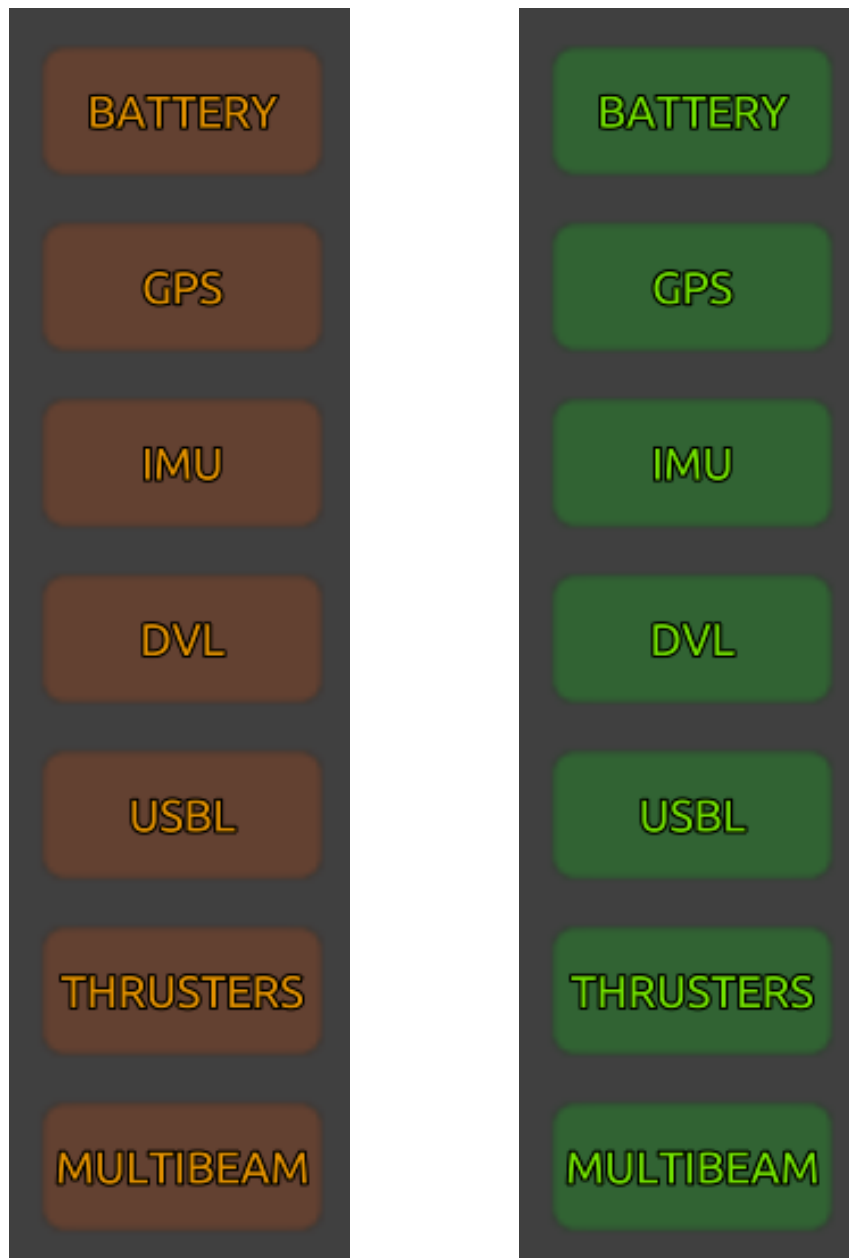 BATTERY
GPS
IMU
DVL
USBL
THRUSTERS
MULTIBEAM
BATTERY
GPS
IMU
DVL
USBL
THRUSTERS
MULTIBEAM